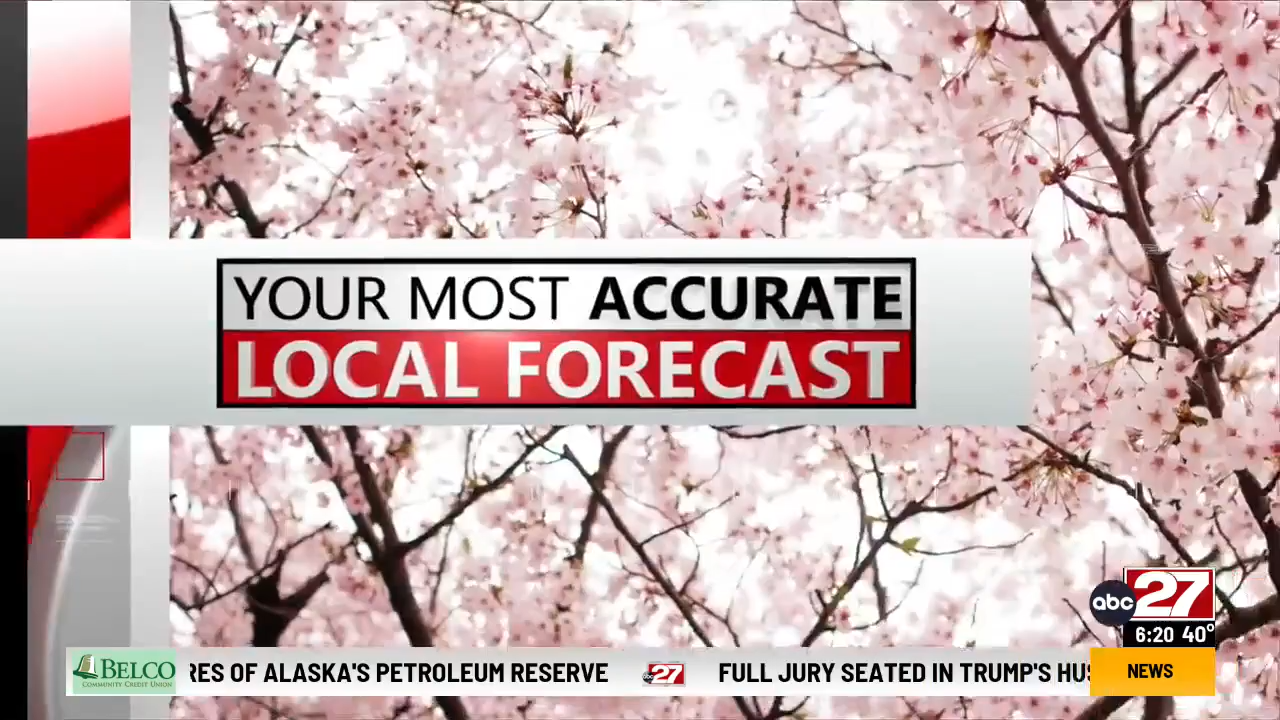 YOUR MOST ACCURATE
LOCAL FORECAST
abc 27
6:20 40°
BELCO
COMMUNITY CREDIT UNION
RES OF ALASKA'S PETROLEUM RESERVE
abc 27
FULL JURY SEATED IN TRUMP'S HUS
NEWS